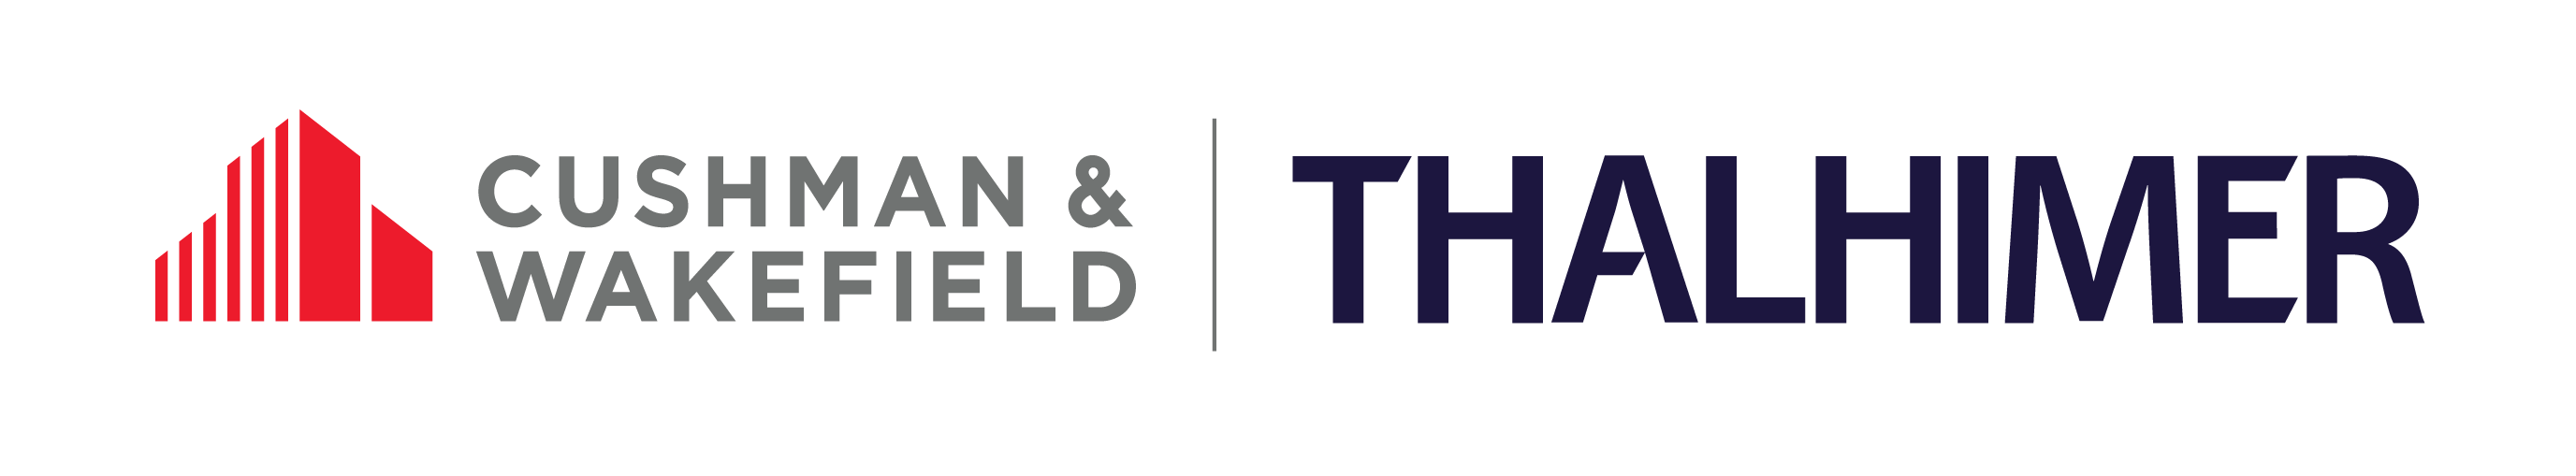 CUSHMAN &
WAKEFIELD
THALHIMER